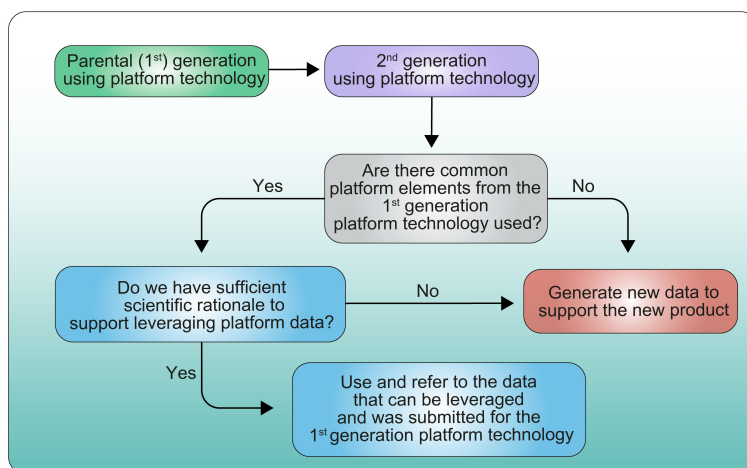 Parental (1st) generation
using platform technology
2nd generation
using platform technology
Are there common
platform elements from the
1st generation
platform technology used?
Yes
No
Do we have sufficient
scientific rationale to
support leveraging platform data?
No
Generate new data to
support the new product
Yes
Use and refer to the data
that can be leveraged
and was submitted for the
1st generation platform technology